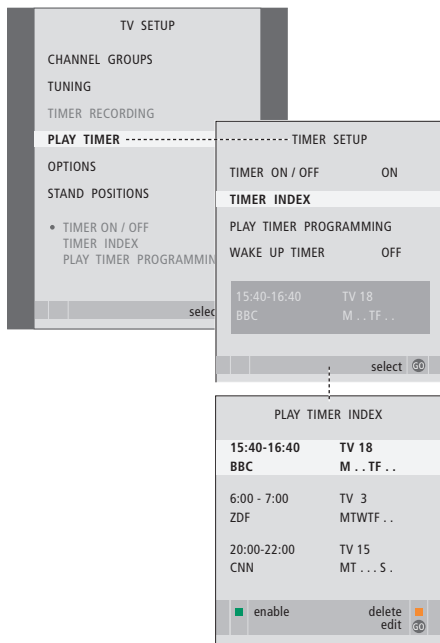 TV SETUP
CHANNEL GROUPS
TUNING
TIMER RECORDING
PLAY TIMER
OPTIONS
STAND POSITIONS
• TIMER ON / OFF
TIMER INDEX
PLAY TIMER PROGRAMMIN
selec
TIMER SETUP
TIMER ON / OFF ON
TIMER INDEX
PLAY TIMER PROGRAMMING
WAKE UP TIMER OFF
15:40-16:40 TV 18
BBC M . . TF . .
select GO
PLAY TIMER INDEX
15:40-16:40 TV 18
BBC M . . TF . .
6:00 - 7:00 TV 3
ZDF MTWTF . .
20:00-22:00 TV 15
CNN MT . . . S .
enable delete
edit GO